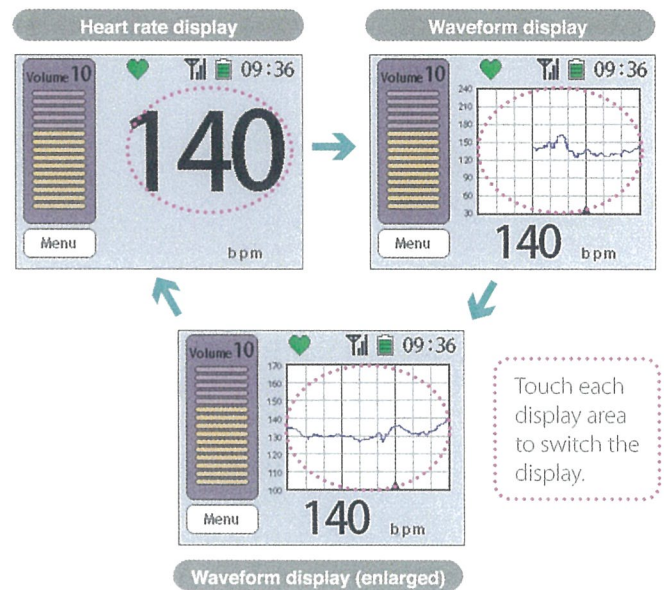 Heart rate display
Volume 10
09:36
140
Menu
bpm
Waveform display
Volume 10
09:36
240
210
180
150
120
90
60
30
Menu
140
Volume 10
09:36
170
160
150
140
130
120
110
100
Menu
140 bpm
Waveform display (enlarged)
Touch each
display area
to switch the
display.